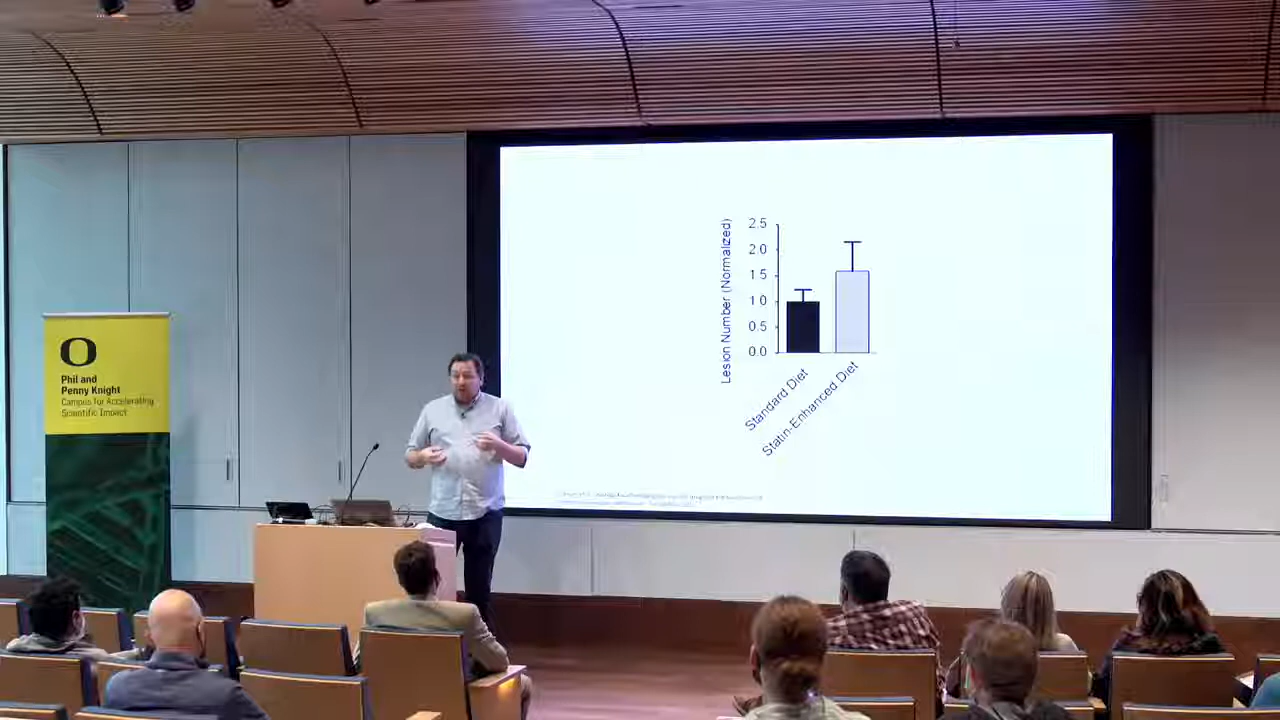 O
Phil and
Penny Knight
Campus for Accelerating
Scientific Impact
Lesion Number (Normalized)
2.5
2.0
1.5
1.0
0.5
0.0
Standard Diet
Statin-Enhanced Diet